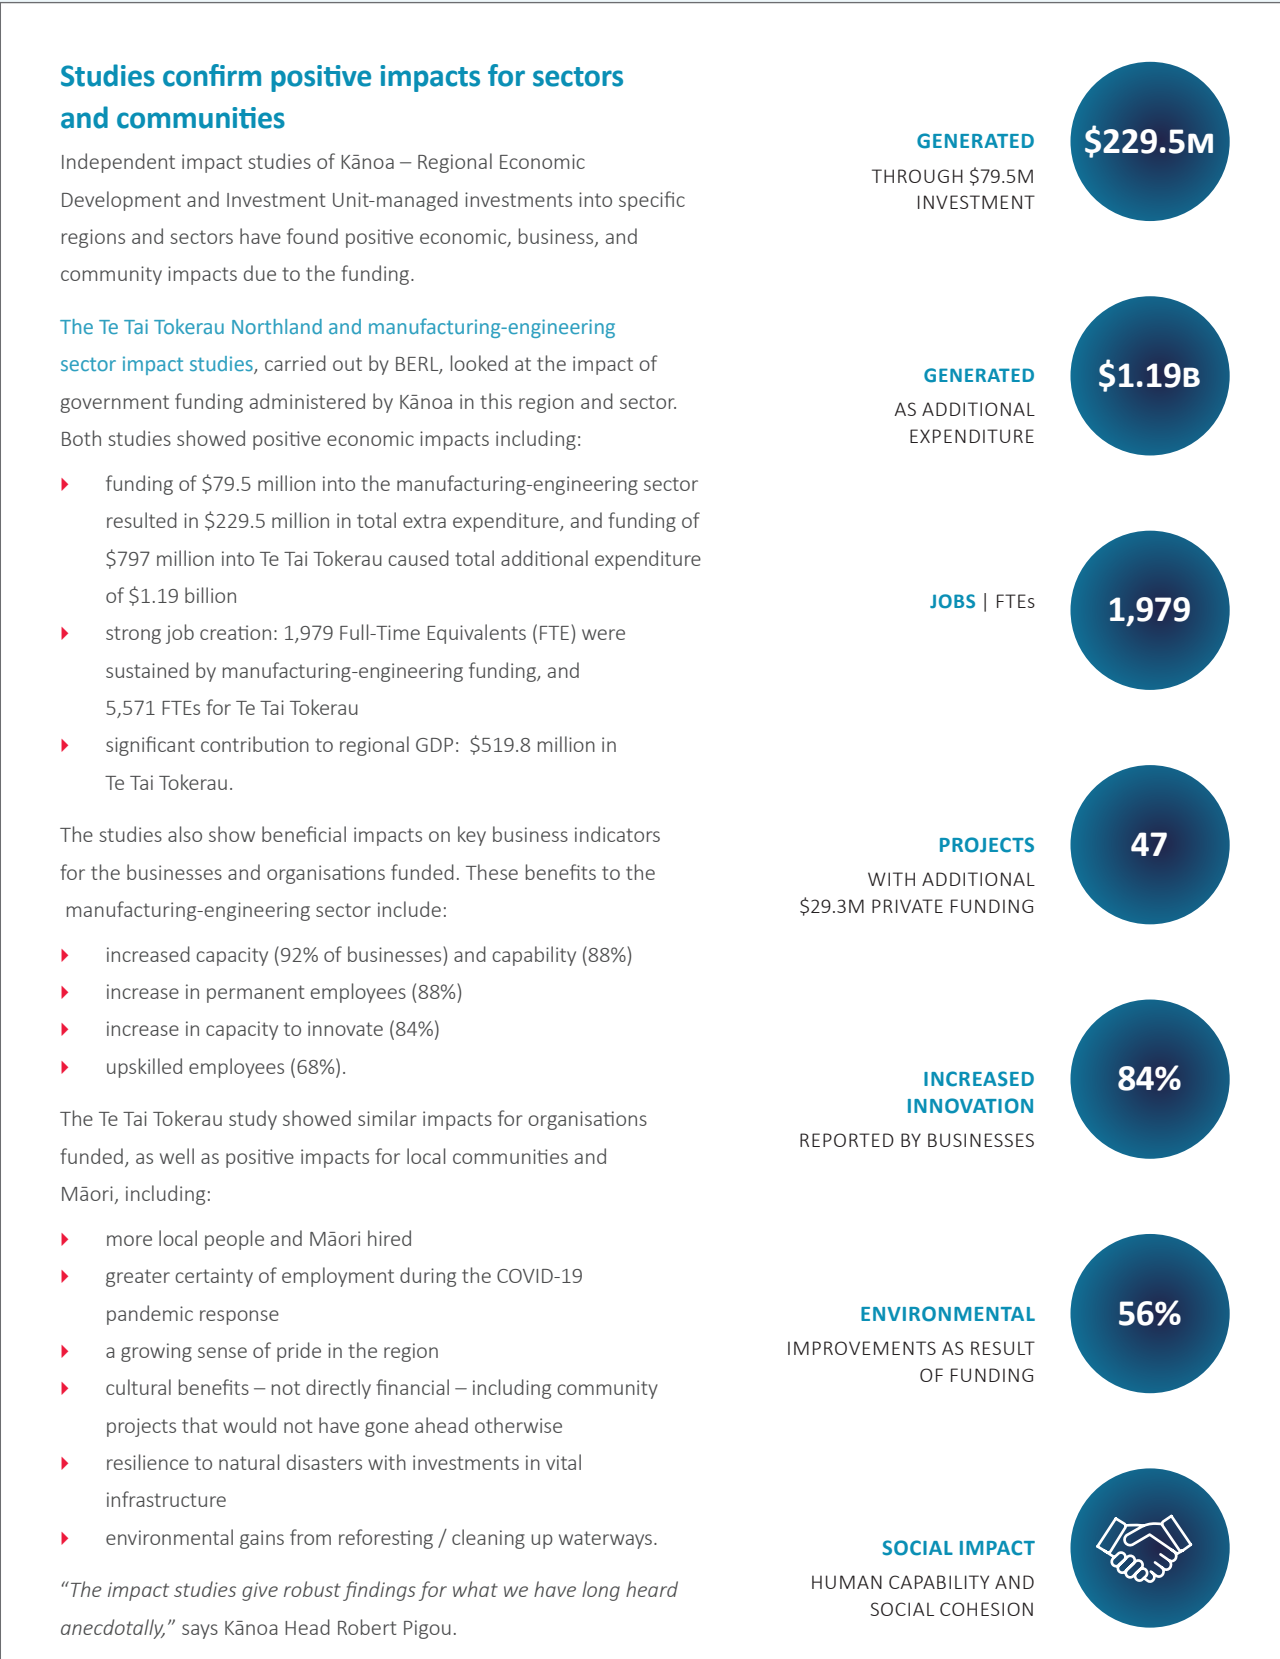 Studies confirm positive impacts for sectors
and communities
Independent impact studies of Kānoa – Regional Economic
Development and Investment Unit-managed investments into specific
regions and sectors have found positive economic, business, and
community impacts due to the funding.
The Te Tai Tokerau Northland and manufacturing-engineering
sector impact studies, carried out by BERL, looked at the impact of
government funding administered by Kānoa in this region and sector.
Both studies showed positive economic impacts including:
funding of $79.5 million into the manufacturing-engineering sector
resulted in $229.5 million in total extra expenditure, and funding of
$797 million into Te Tai Tokerau caused total additional expenditure
of $1.19 billion
strong job creation: 1,979 Full-Time Equivalents (FTE) were
sustained by manufacturing-engineering funding, and
5,571 FTEs for Te Tai Tokerau
significant contribution to regional GDP:  $519.8 million in
Te Tai Tokerau.
The studies also show beneficial impacts on key business indicators
for the businesses and organisations funded. These benefits to the
manufacturing-engineering sector include:
increased capacity (92% of businesses) and capability (88%)
increase in permanent employees (88%)
increase in capacity to innovate (84%)
upskilled employees (68%).
The Te Tai Tokerau study showed similar impacts for organisations
funded, as well as positive impacts for local communities and
Māori, including:
more local people and Māori hired
greater certainty of employment during the COVID-19
pandemic response
a growing sense of pride in the region
cultural benefits – not directly financial – including community
projects that would not have gone ahead otherwise
resilience to natural disasters with investments in vital
infrastructure
environmental gains from reforesting / cleaning up waterways.
“The impact studies give robust findings for what we have long heard
anecdotally,” says Kānoa Head Robert Pigou.
GENERATED
THROUGH $79.5M
INVESTMENT
$229.5M
GENERATED
AS ADDITIONAL
EXPENDITURE
$1.19B
JOBS | FTEs
1,979
PROJECTS
WITH ADDITIONAL
$29.3M PRIVATE FUNDING
47
INCREASED
INNOVATION
REPORTED BY BUSINESSES
84%
ENVIRONMENTAL
IMPROVEMENTS AS RESULT
OF FUNDING
56%
SOCIAL IMPACT
HUMAN CAPABILITY AND
SOCIAL COHESION